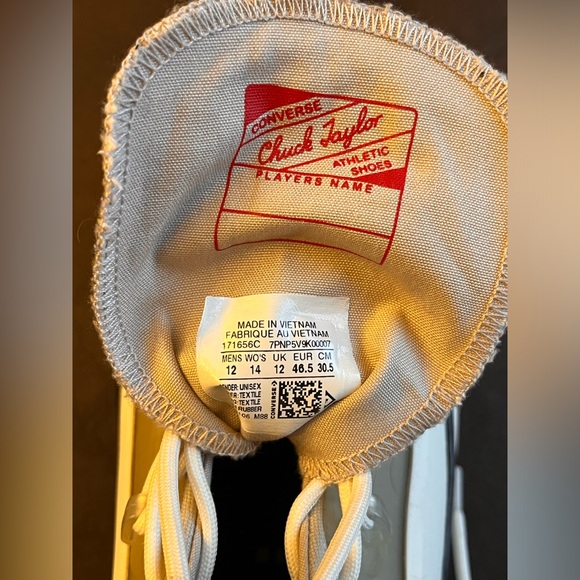 CONVERSE
Chuck Taylor
ATHLETIC
SHOES
PLAYERS NAME
MADE IN VIETNAM
FABRIQUE AU VIETNAM
171656C 7PNP5V9K00007
MENS WO'S UK EUR CM
12 14 12 46.5 30.5
UNISEX
TEXTILE
TEXTILE
RUBBER
M88
CONVERSE